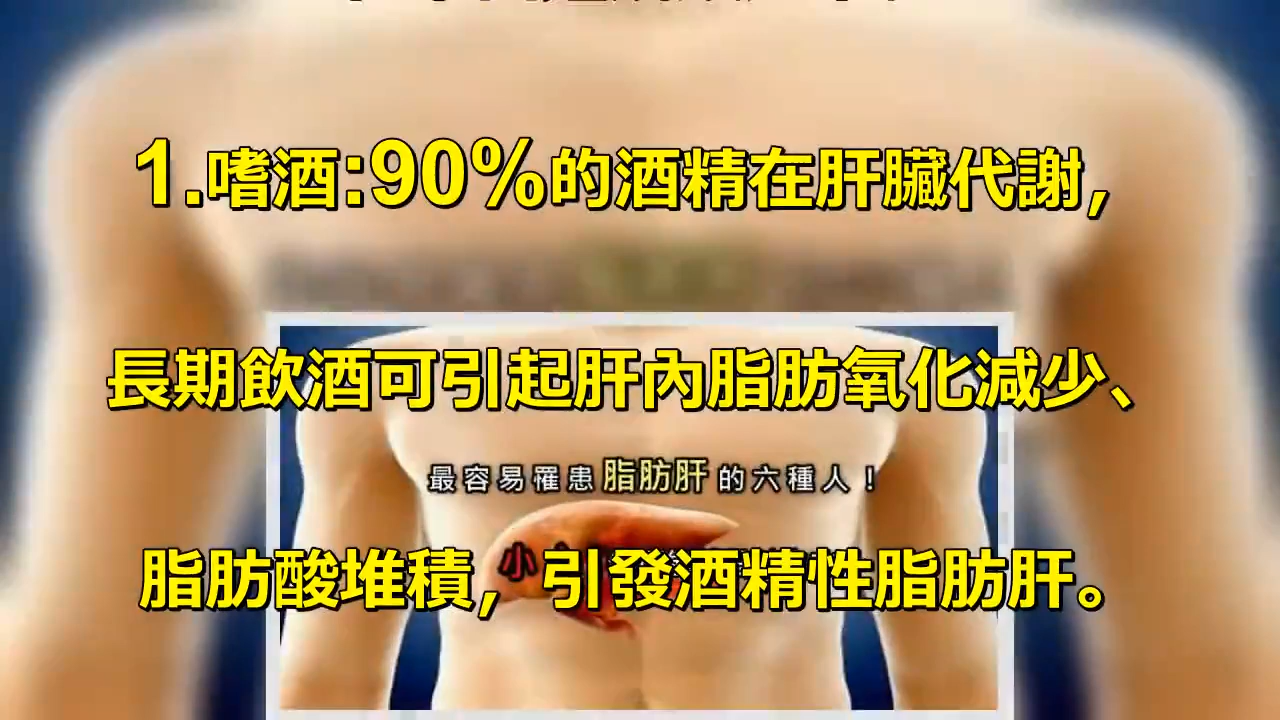 1.嗜酒:90%的酒精在肝臟代謝,
長期飲酒可引起肝內脂肪氧化減少、
最容易罹患脂肪肝的六種人！
脂肪酸堆積，引發酒精性脂肪肝。
小